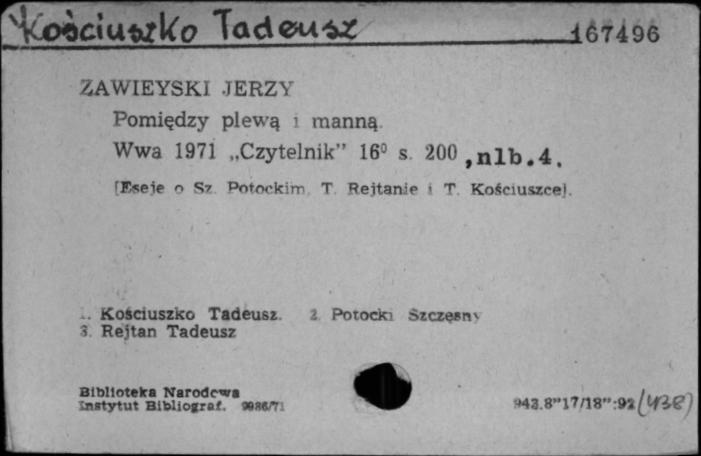 Kościuszko Tadeusz 167496
ZAWIEYSKI JERZY
Pomiędzy plewą i manną.
Wwa 1971 „Czytelnik” 16⁰ s. 200 , nlb. 4.
[Eseje o Sz. Potockim, T. Rejtanie i T. Kościuszce].
1. Kościuszko Tadeusz. 2. Potocki Szczęsny
3. Rejtan Tadeusz
Biblioteka Narodowa
Instytut Bibliograf. 9986/71 943.8”17/18”:92 (438)